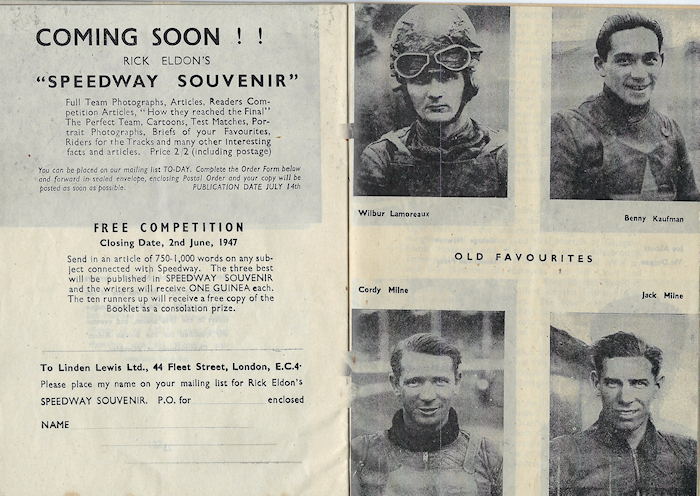 COMING SOON ! !
RICK ELDON'S
"SPEEDWAY SOUVENIR"
Full Team Photographs, Articles, Readers Com-
petition Articles, "How they reached the Final"
The Perfect Team, Cartoons, Test Matches, Por-
trait Photographs, Briefs of your Favourites,
Riders for the Tracks and many other Interesting
facts and articles. Price 2/2 (including postage)
You can be placed on our mailing list TO-DAY. Complete the Order Form below
and forward in sealed envelope, enclosing Postal Order and your copy will be
posted as soon as possible. PUBLICATION DATE JULY 14th
FREE COMPETITION
Closing Date, 2nd June, 1947
Send in an article of 750-1,000 words on any sub-
ject connected with Speedway. The three best
will be published in SPEEDWAY SOUVENIR
and the writers will receive ONE GUINEA each.
The ten runners up will receive a free copy of the
Booklet as a consolation prize.
To Linden Lewis Ltd., 44 Fleet Street, London, E.C.4.
Please place my name on your mailing list for Rick Eldon's
SPEEDWAY SOUVENIR. P.O. for enclosed
NAME
Wilbur Lamoreaux
Benny Kaufman
OLD FAVOURITES
Cordy Milne
Jack Milne